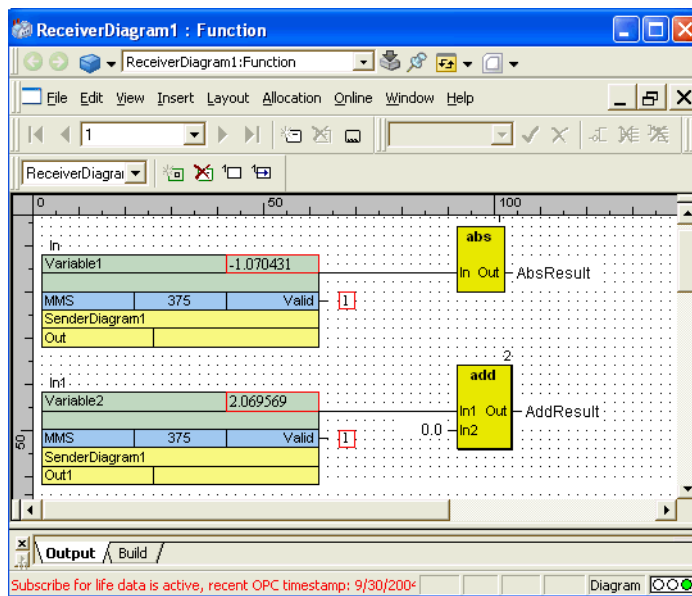 ReceiverDiagram1 : Function
ReceiverDiagram1:Function
File Edit View Insert Layout Allocation Online Window Help
1
ReceiverDiagra
0 50 100
In
Variable1 -1.070431
MMS 375 Valid 1
SenderDiagram1
Out
abs
In Out AbsResult
In1
Variable2 2.069569
MMS 375 Valid 1
SenderDiagram1
Out1
2
add
In1 Out AddResult
0.0 In2
50
Output Build
Subscribe for life data is active, recent OPC timestamp: 9/30/200
Diagram